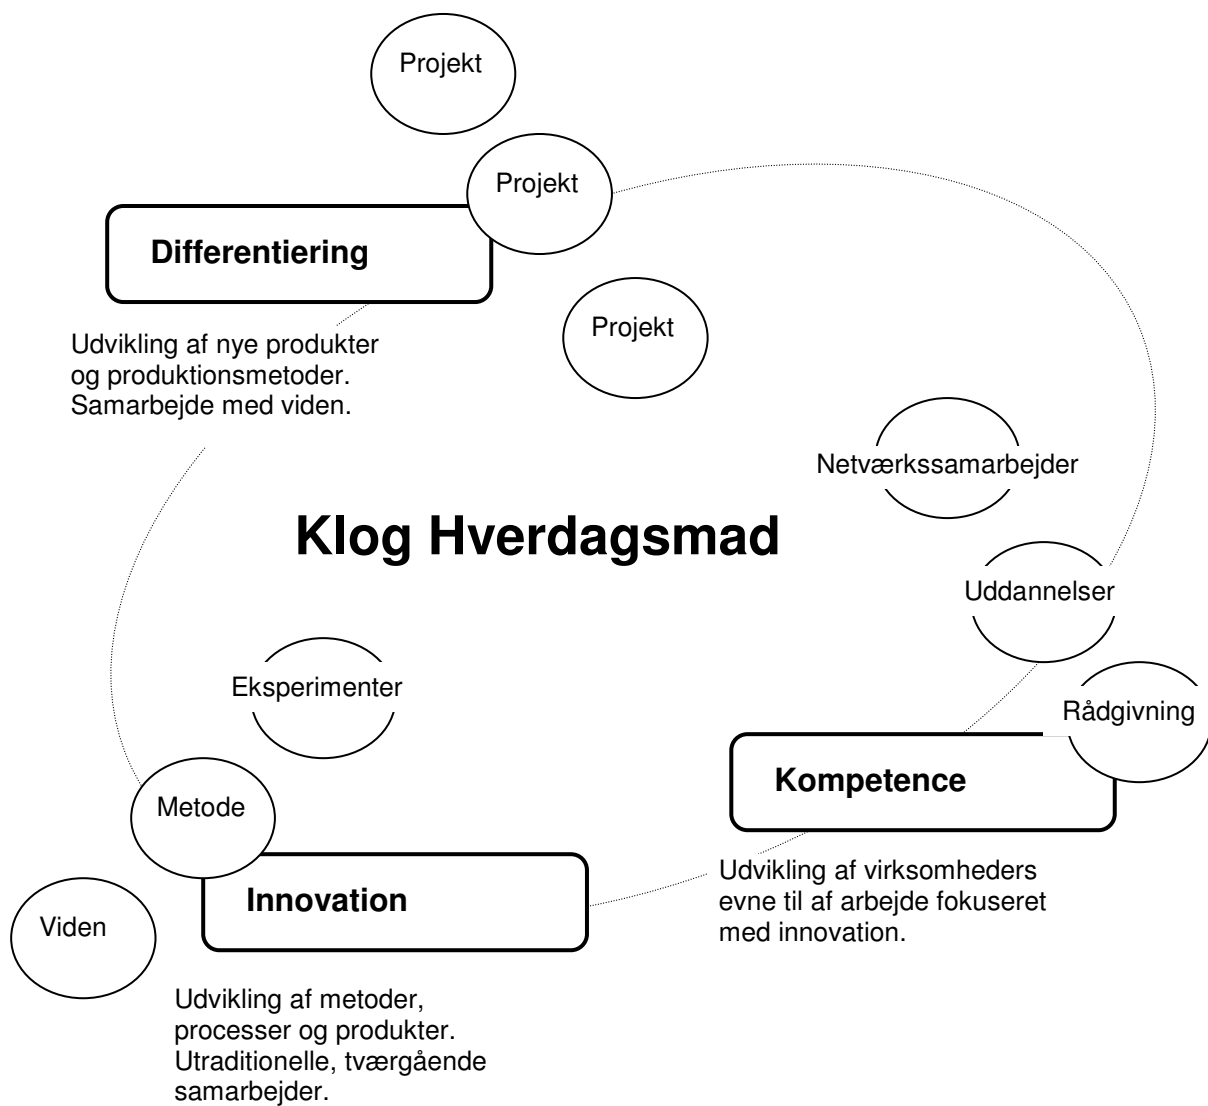 Projekt
Projekt
Differentiering
Projekt
Udvikling af nye produkter
og produktionsmetoder.
Samarbejde med viden.
Netværkssamarbejder
Klog Hverdagsmad
Uddannelser
Eksperimenter
Rådgivning
Kompetence
Metode
Udvikling af virksomheders
evne til af arbejde fokuseret
med innovation.
Innovation
Viden
Udvikling af metoder,
processer og produkter.
Utraditionelle, tværgående
samarbejder.